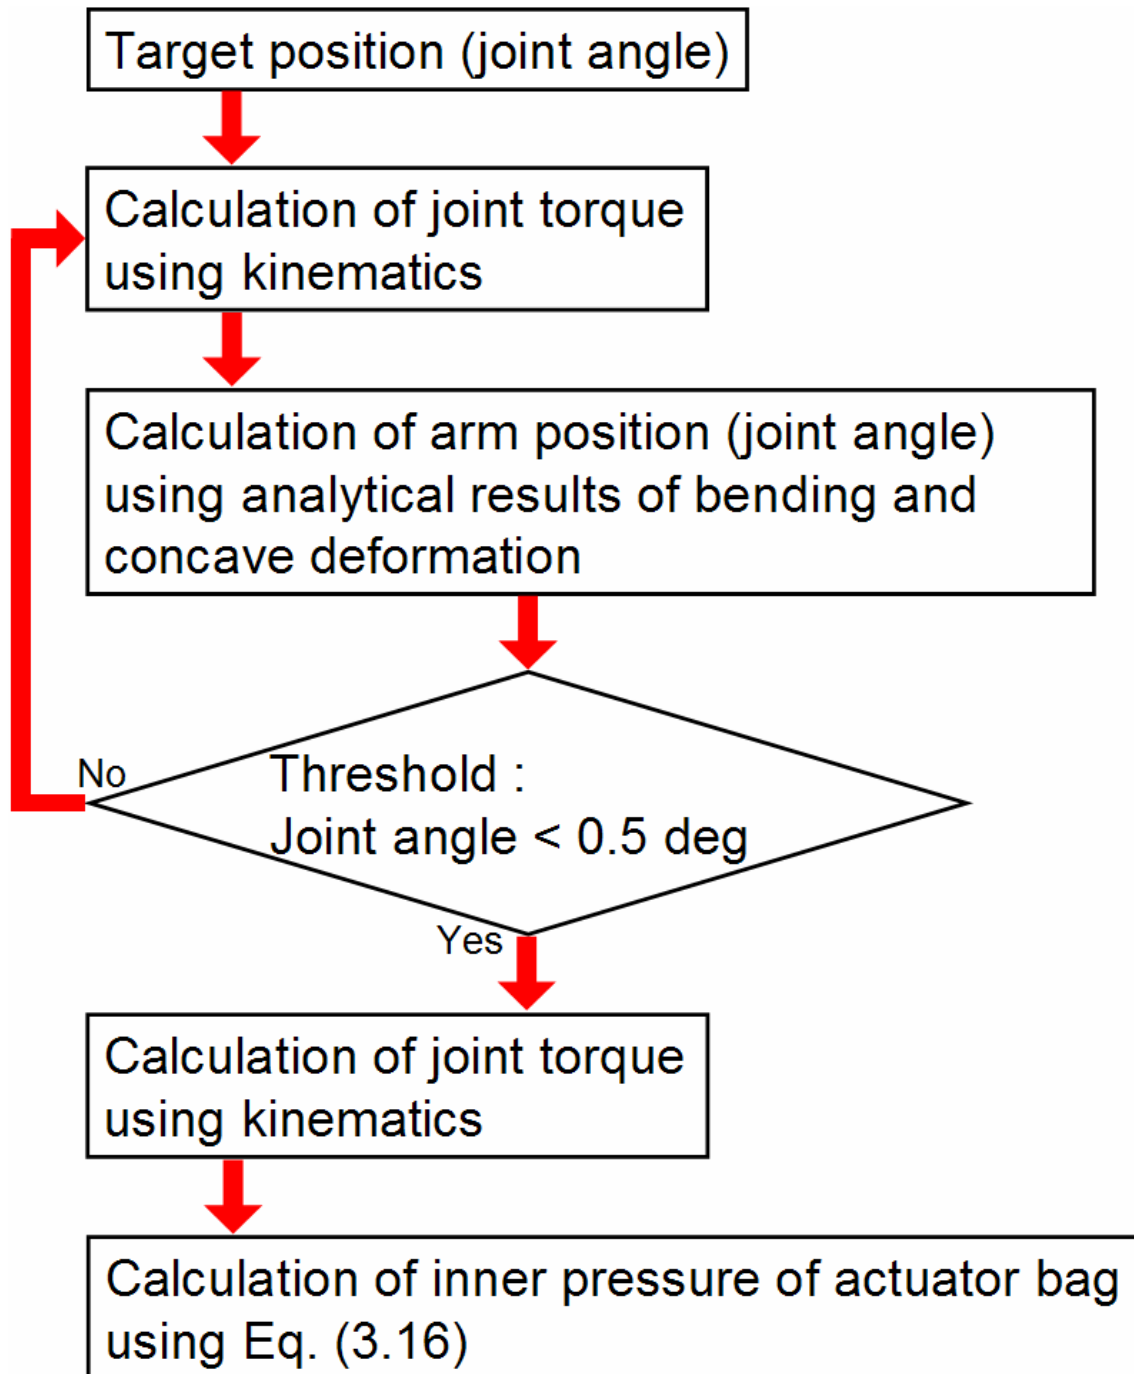 Target position (joint angle)
Calculation of joint torque
using kinematics
Calculation of arm position (joint angle)
using analytical results of bending and
concave deformation
No
Threshold :
Joint angle < 0.5 deg
Yes
Calculation of joint torque
using kinematics
Calculation of inner pressure of actuator bag
using Eq. (3.16)